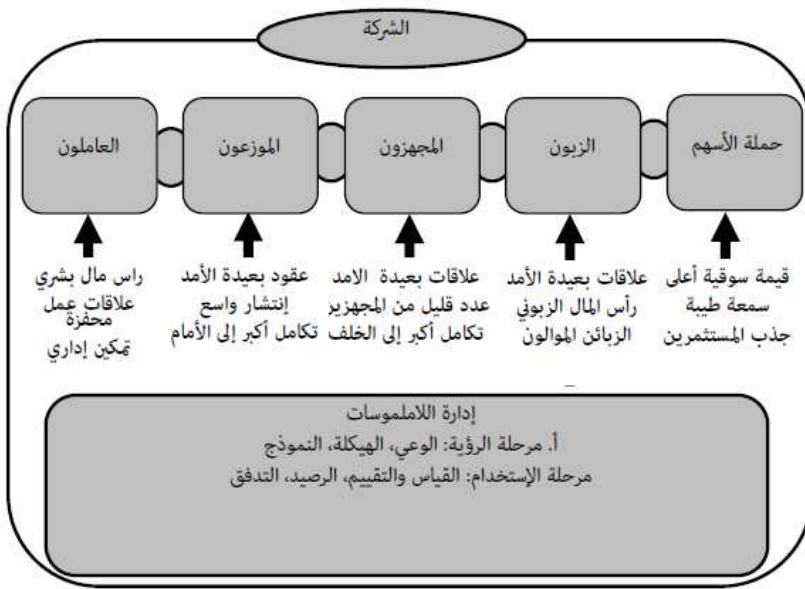 الشركة
حملة الأسهم
الزبون
المجهزون
الموزعون
العاملون
قيمة سوقية أعلى
سمعة طيبة
جذب المستثمرين
علاقات بعيدة الأمد
رأس المال الزبوني
الزبائن الموالون
علاقات بعيدة الامد
عدد قليل من المجهزين
تكامل أكبر إلى الخلف
عقود بعيدة الأمد
إنتشار واسع
تكامل أكبر إلى الأمام
راس مال بشري
علاقات عمل
محفزة
تمكين إداري
إدارة اللاملموسات
أ. مرحلة الرؤية: الوعي، الهيكلة، النموذج
مرحلة الإستخدام: القياس والتقييم، الرصيد، التدفق